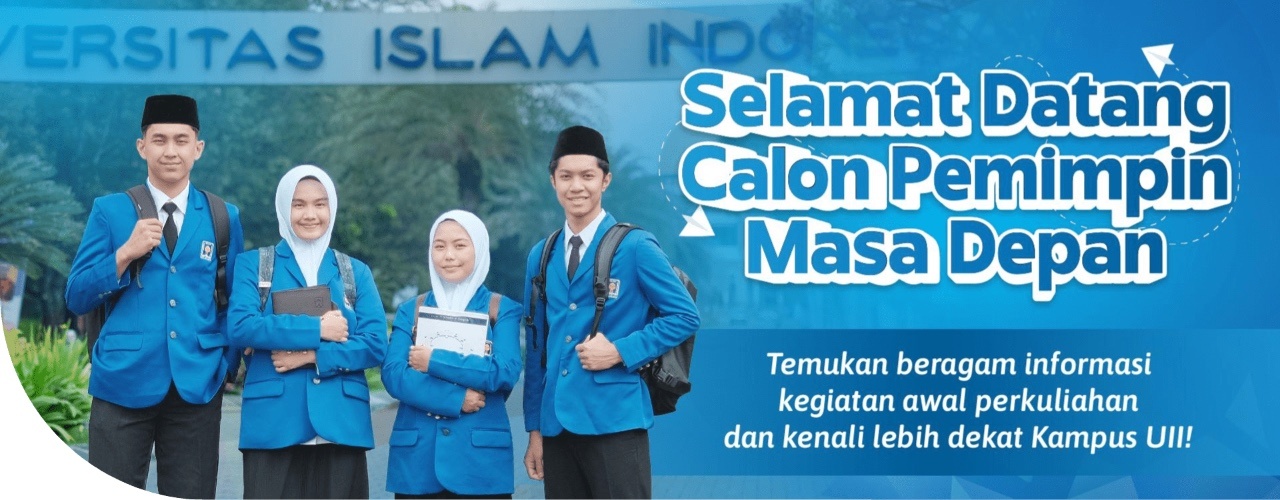 VERSITAS ISLAM INDONE
Selamat Datang
Calon Pemimpin
Masa Depan
Temukan beragam informasi
kegiatan awal perkuliahan
dan kenali lebih dekat Kampus UII!